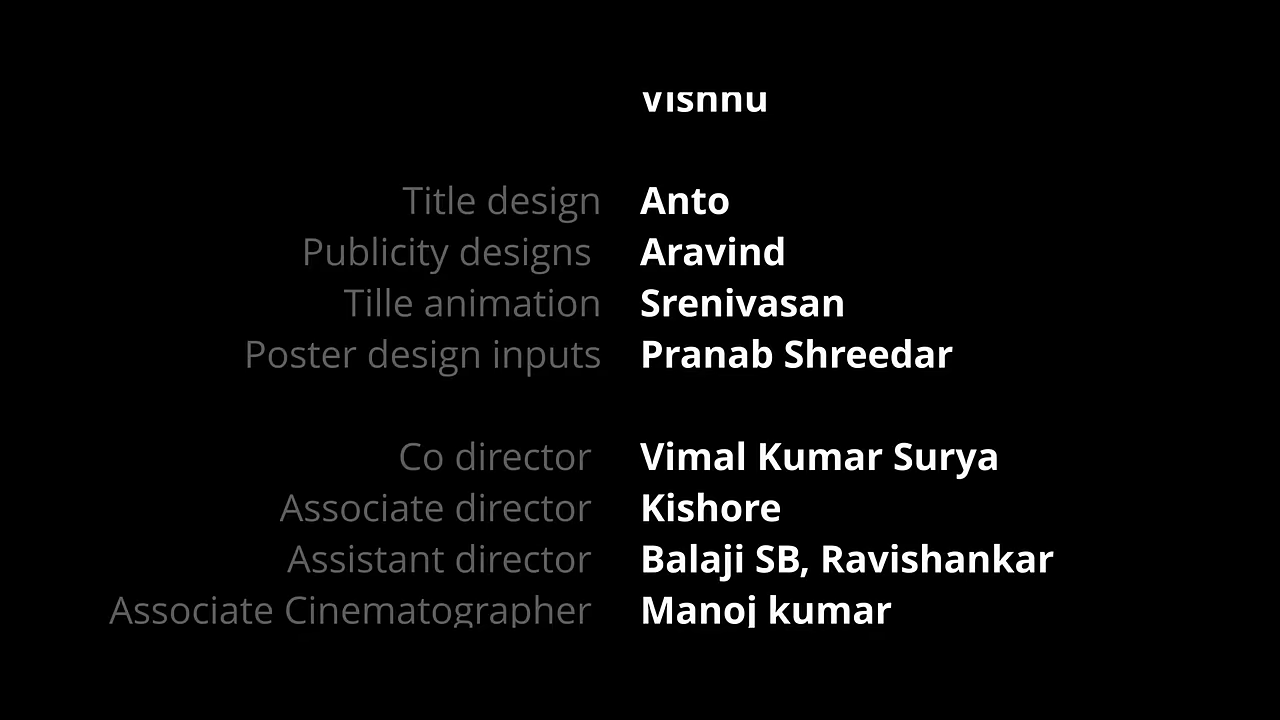 Vishnu
Title design Anto
Publicity designs Aravind
Tille animation Srenivasan
Poster design inputs Pranab Shreedar
Co director Vimal Kumar Surya
Associate director Kishore
Assistant director Balaji SB, Ravishankar
Associate Cinematographer Manoj kumar